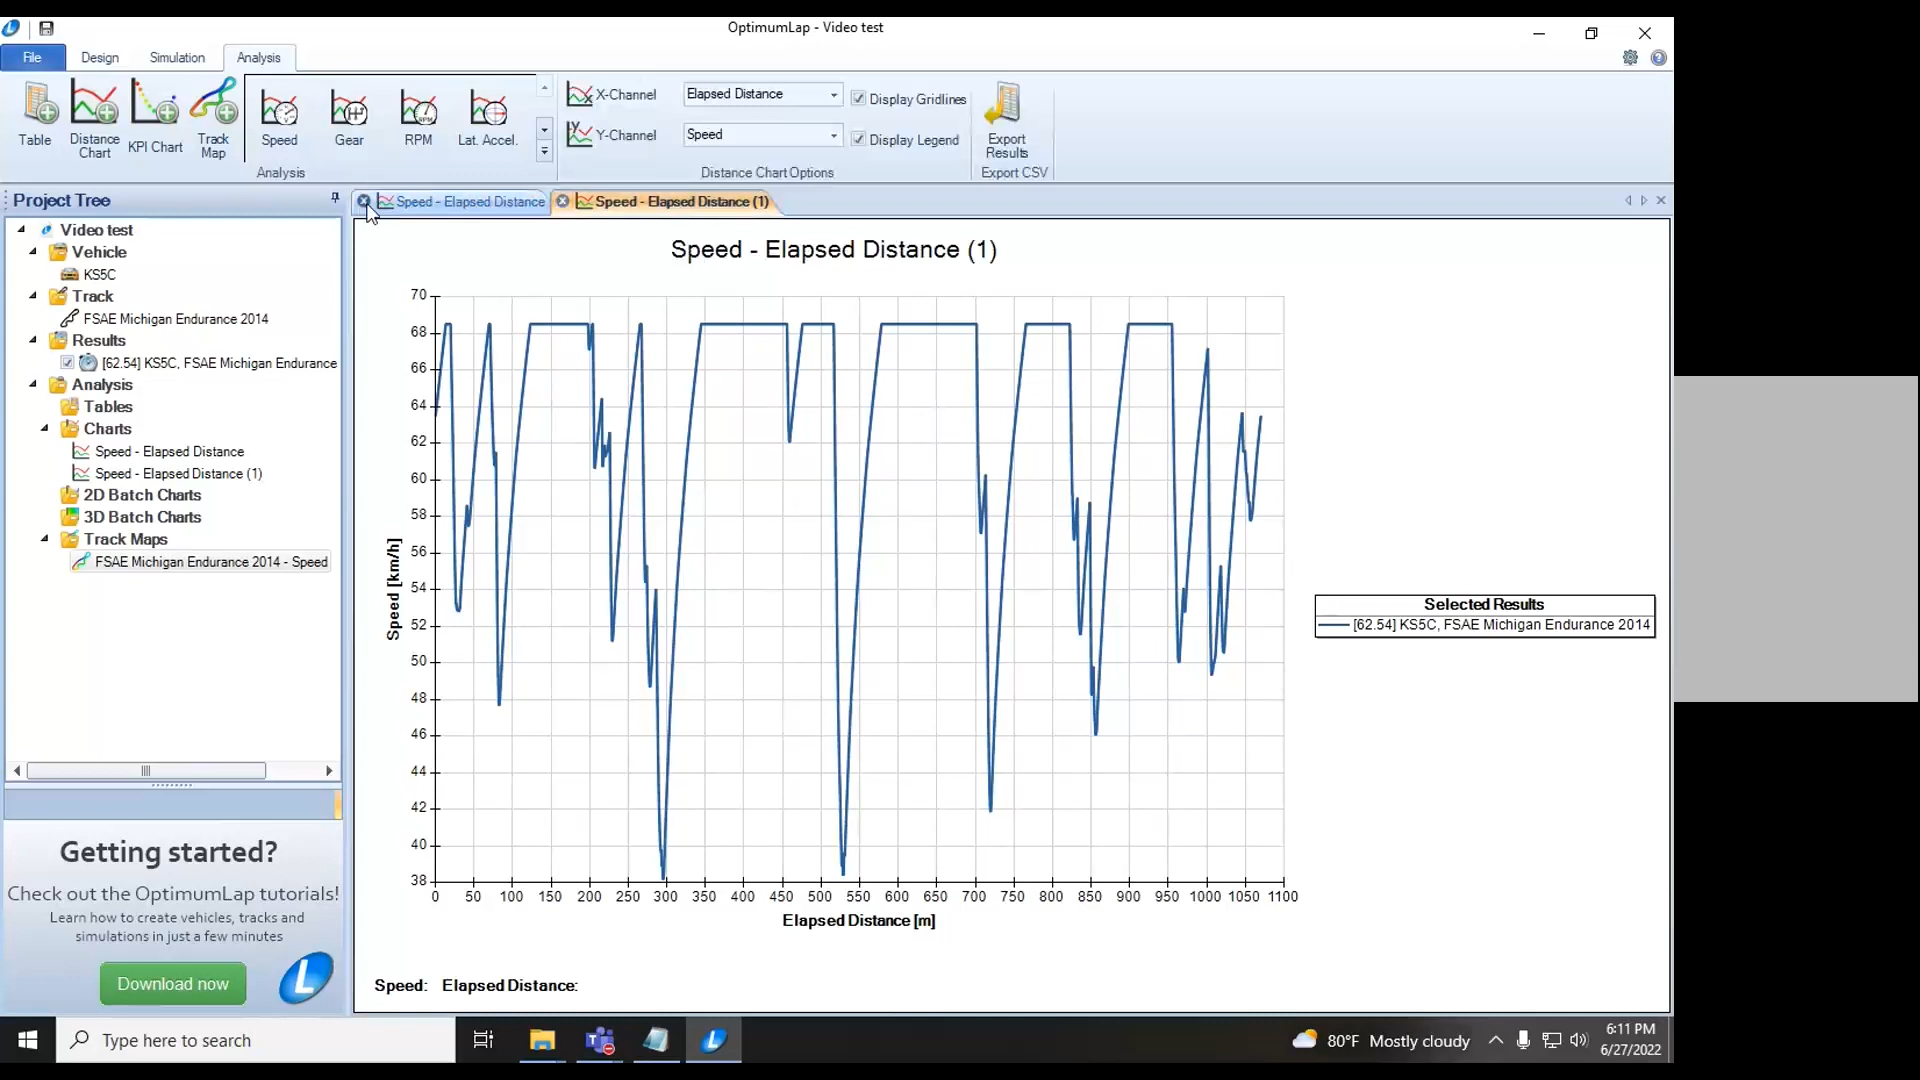 OptimumLap - Video test
File
Design
Simulation
Analysis
Table
Distance Chart
KPI Chart
Track Map
Speed
Gear
RPM
Lat. Accel.
Analysis
X-Channel
Elapsed Distance
Display Gridlines
Y-Channel
Speed
Display Legend
Distance Chart Options
Export Results
Export CSV
Project Tree
Video test
Vehicle
KS5C
Track
FSAE Michigan Endurance 2014
Results
[62.54] KS5C, FSAE Michigan Endurance
Analysis
Tables
Charts
Speed - Elapsed Distance
Speed - Elapsed Distance (1)
2D Batch Charts
3D Batch Charts
Track Maps
FSAE Michigan Endurance 2014 - Speed
Getting started?
Check out the OptimumLap tutorials!
Learn how to create vehicles, tracks and
simulations in just a few minutes
Download now
Speed - Elapsed Distance
Speed - Elapsed Distance (1)
Speed - Elapsed Distance (1)
70
68
66
64
62
60
58
56
54
52
50
48
46
44
42
40
38
Speed [km/h]
0 50 100 150 200 250 300 350 400 450 500 550 600 650 700 750 800 850 900 950 1000 1050 1100
Elapsed Distance [m]
Selected Results
[62.54] KS5C, FSAE Michigan Endurance 2014
Speed: Elapsed Distance:
Type here to search
80°F Mostly cloudy
6:11 PM
6/27/2022